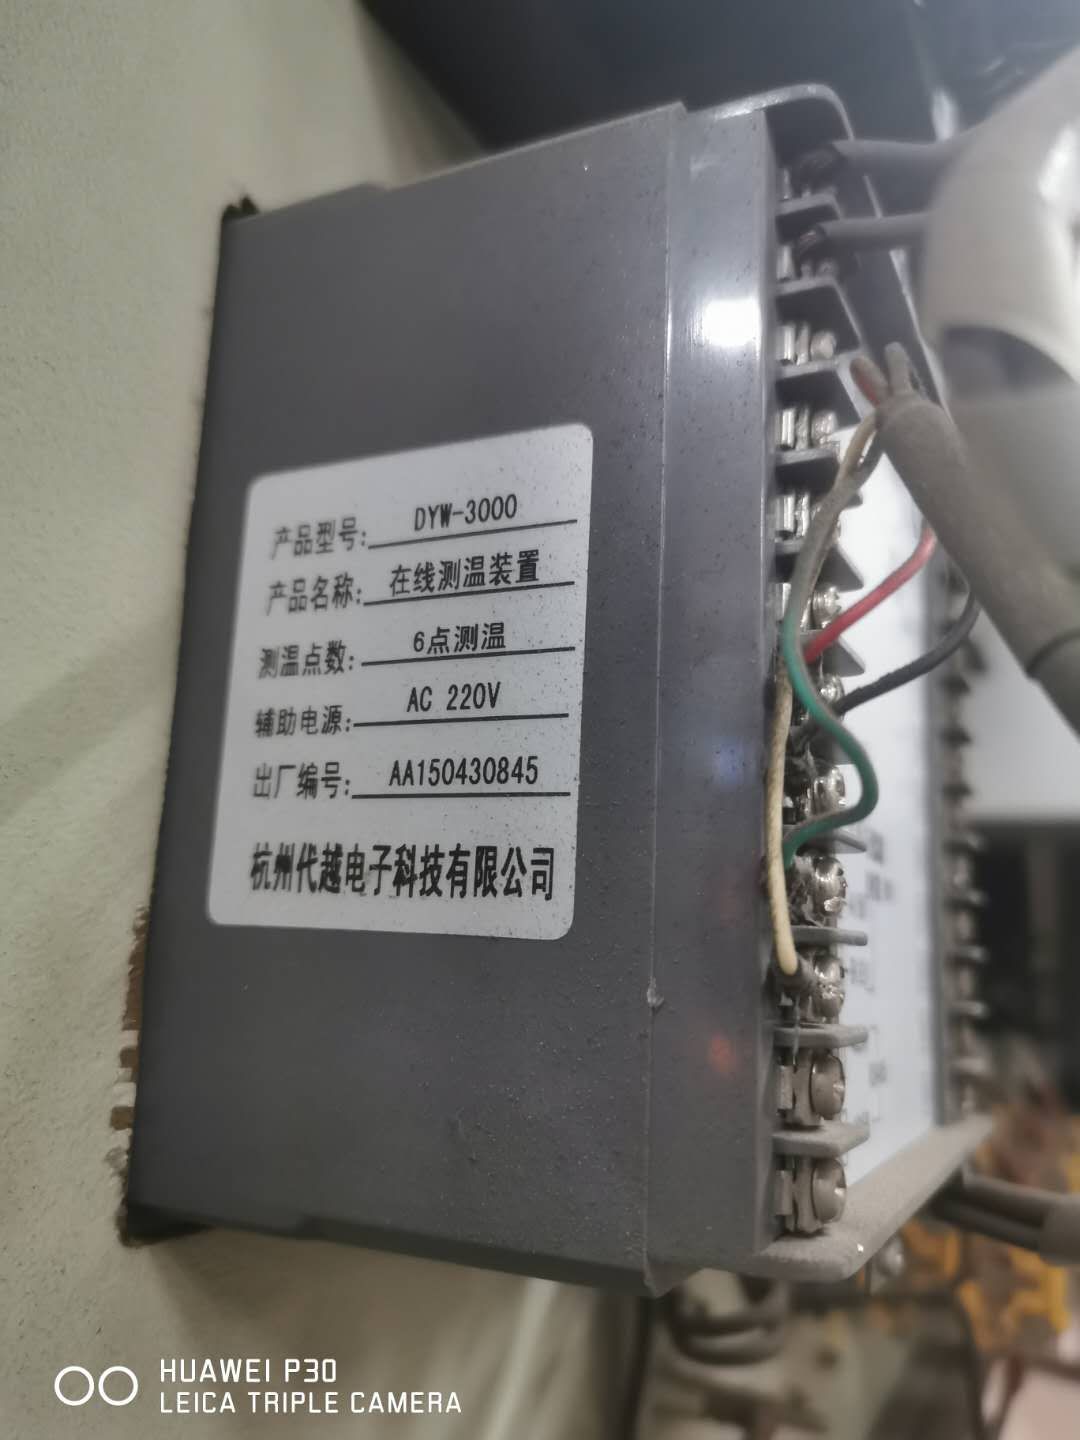 产品型号: DYW-3000
产品名称: 在线测温装置
测温点数: 6点测温
辅助电源: AC 220V
出厂编号: AA150430845
杭州代越电子科技有限公司
HUAWEI P30
LEICA TRIPLE CAMERA